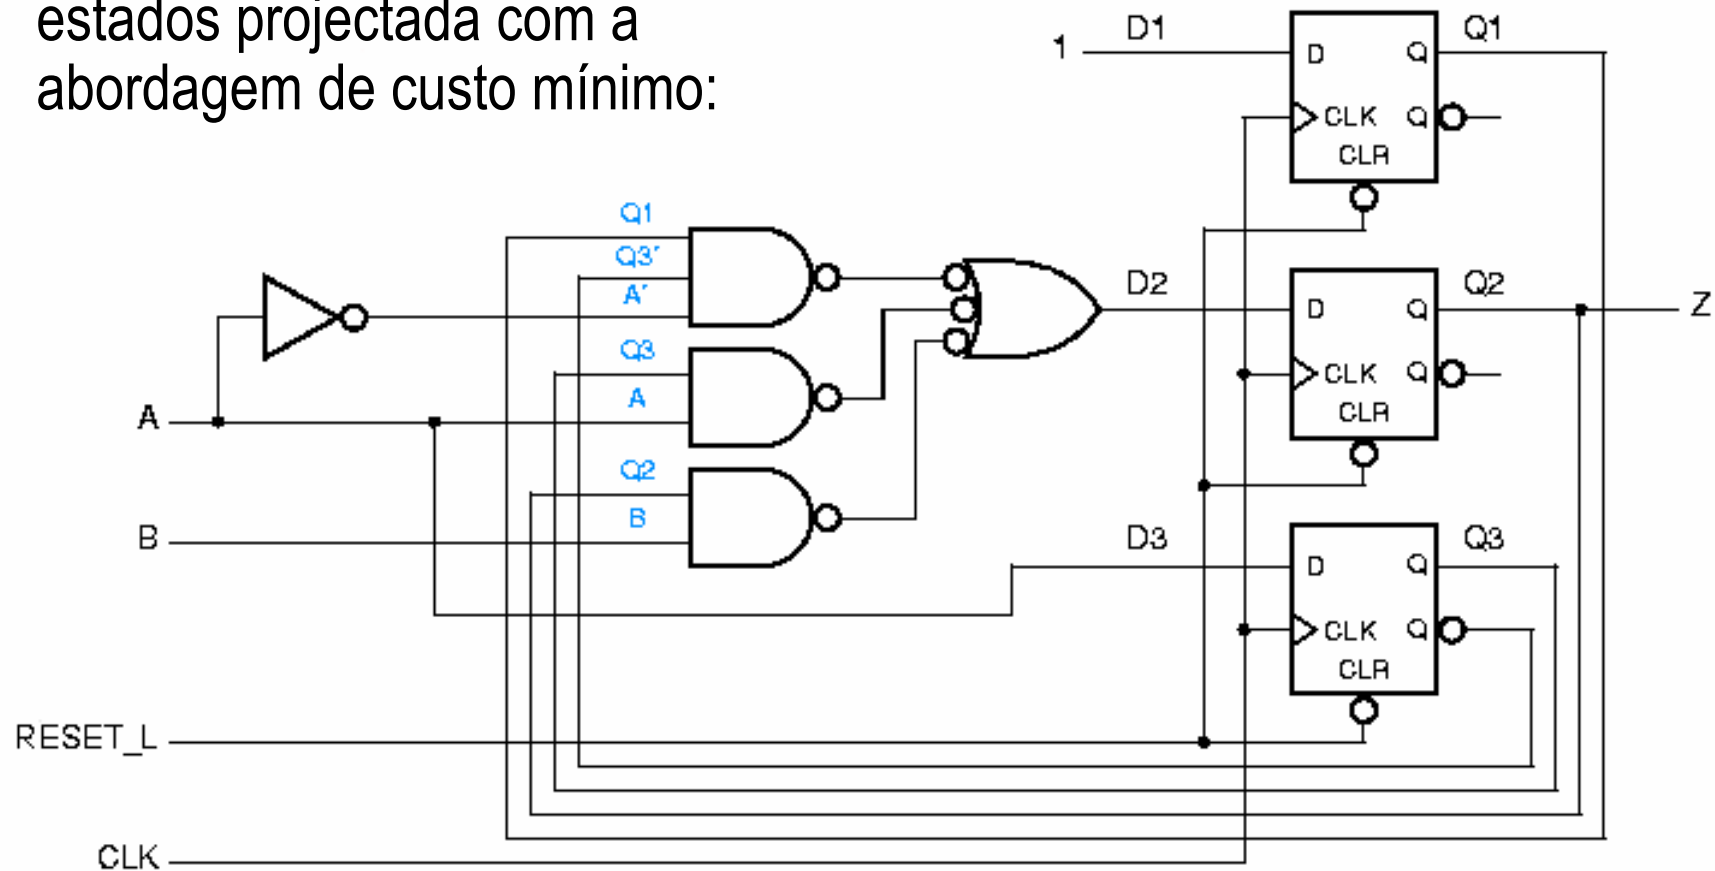 estados projectada com a
abordagem de custo mínimo:
1 D1 Q1
D Q
CLK Q
CLR
Q1
Q3´
A´
D2 Q2
D Q
Z
Q3
CLK Q
A
CLR
A
Q2
B
B
D3 Q3
D Q
CLK Q
CLR
RESET_L
CLK